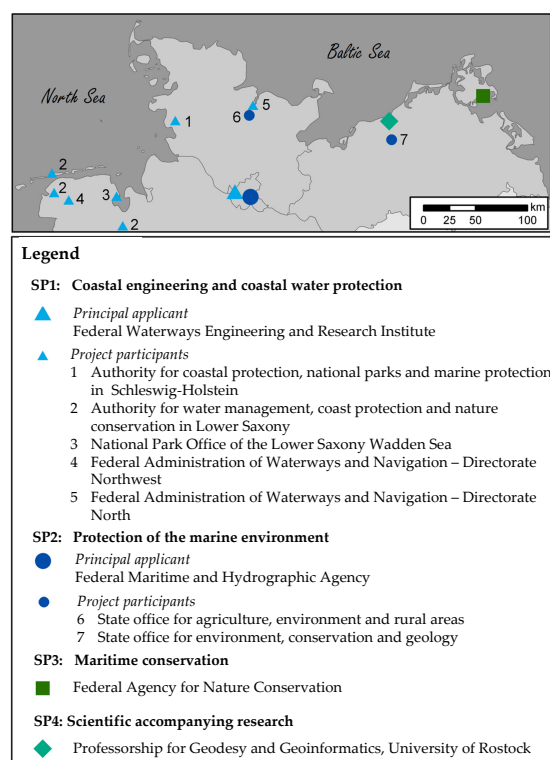 Baltic Sea
North Sea
5
6
1
7
2
2
4
3
2
km
0 25 50 100
Legend
SP1: Coastal engineering and coastal water protection
Principal applicant
Federal Waterways Engineering and Research Institute
Project participants
1 Authority for coastal protection, national parks and marine protection
in Schleswig-Holstein
2 Authority for water management, coast protection and nature
conservation in Lower Saxony
3 National Park Office of the Lower Saxony Wadden Sea
4 Federal Administration of Waterways and Navigation – Directorate
Northwest
5 Federal Administration of Waterways and Navigation – Directorate
North
SP2: Protection of the marine environment
Principal applicant
Federal Maritime and Hydrographic Agency
Project participants
6 State office for agriculture, environment and rural areas
7 State office for environment, conservation and geology
SP3: Maritime conservation
Federal Agency for Nature Conservation
SP4: Scientific accompanying research
Professorship for Geodesy and Geoinformatics, University of Rostock